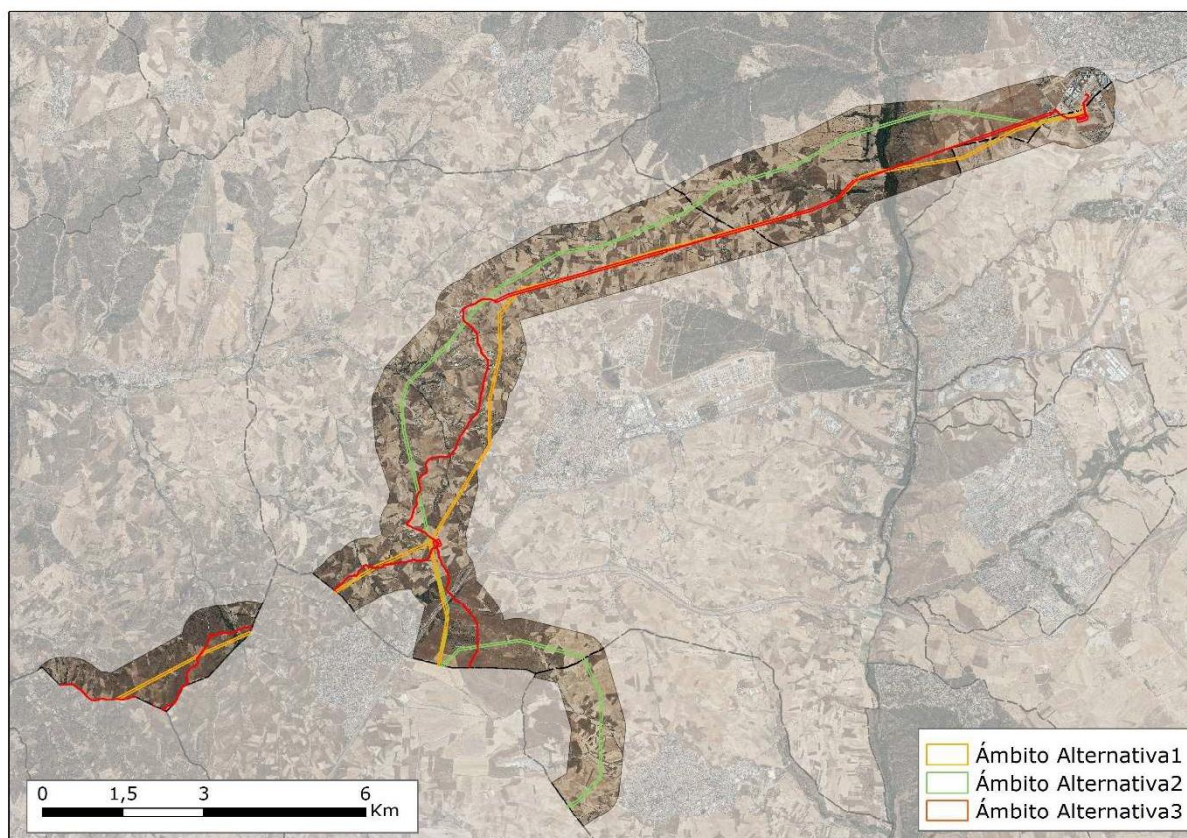 Ámbito Alternativa1
Ámbito Alternativa2
Ámbito Alternativa3
0 1,5 3 6
Km